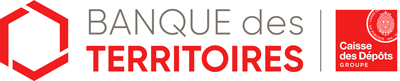 BANQUE des
TERRITOIRES
Caisse
des Dépôts
GROUPE